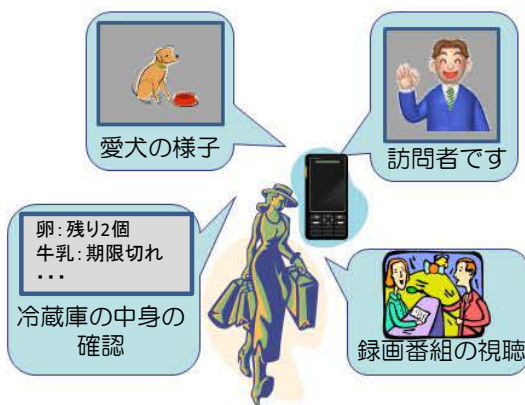 愛犬の様子
訪問者です
卵：残り2個
牛乳：期限切れ
・・・
冷蔵庫の中身の
確認
録画番組の視聴